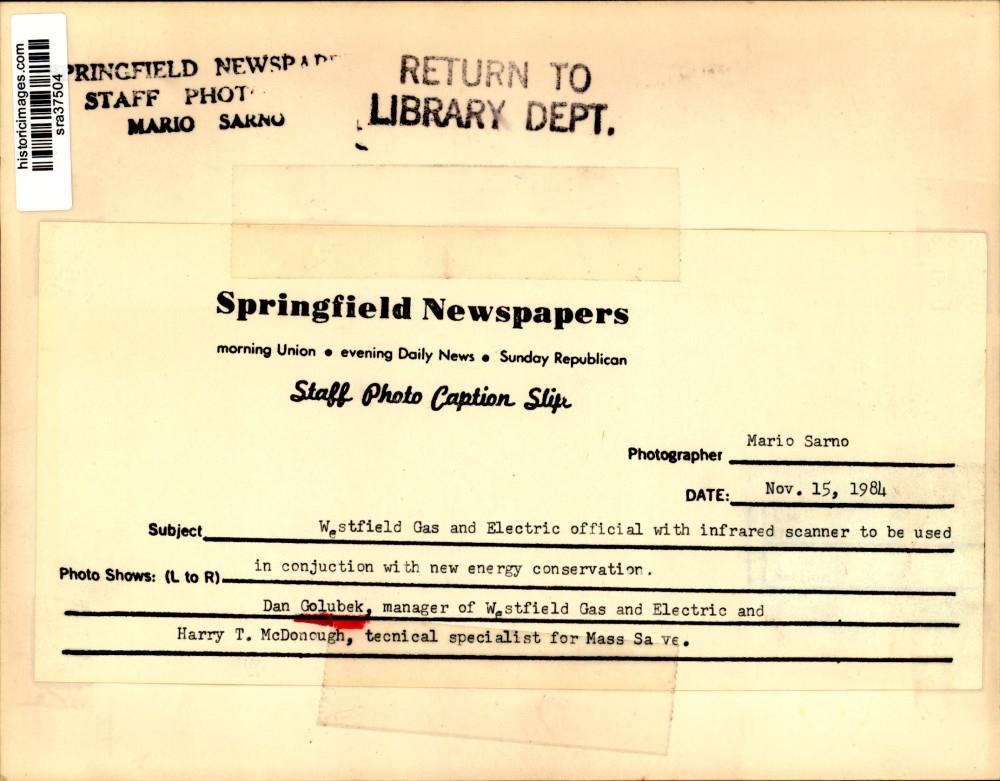 historicimages.com
sra37504
PRINGFIELD NEWSPAP
STAFF PHOT
MARIO SARNO
RETURN TO
LIBRARY DEPT.
Springfield Newspapers
morning Union • evening Daily News • Sunday Republican
Staff Photo Caption Slip
Photographer Mario Sarno
DATE: Nov. 15, 1984
Subject Westfield Gas and Electric official with infrared scanner to be used
Photo Shows: (L to R) in conjuction with new energy conservation.
Dan Golubek, manager of Westfield Gas and Electric and
Harry T. McDonough, tecnical specialist for Mass Sa ve.